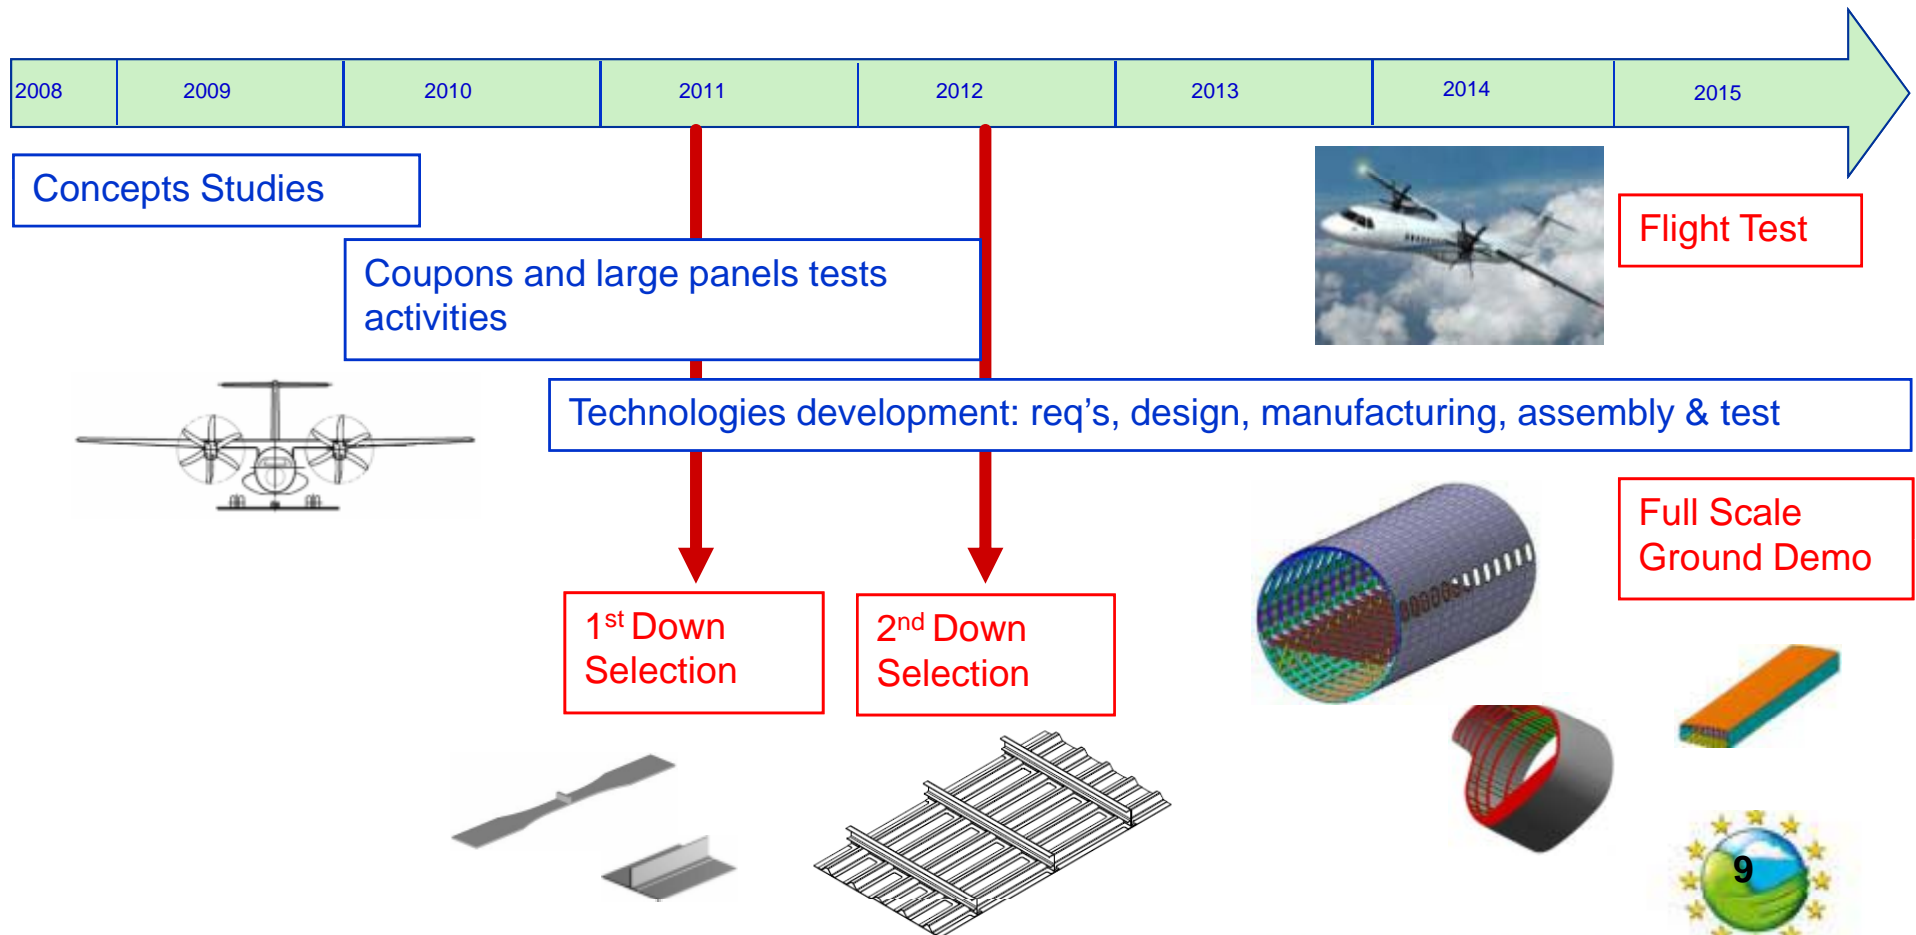 2008 2009 2010 2011 2012 2013 2014 2015
Concepts Studies
Flight Test
Coupons and large panels tests
activities
Technologies development: req's, design, manufacturing, assembly & test
Full Scale
Ground Demo
1st Down
Selection
2nd Down
Selection
9